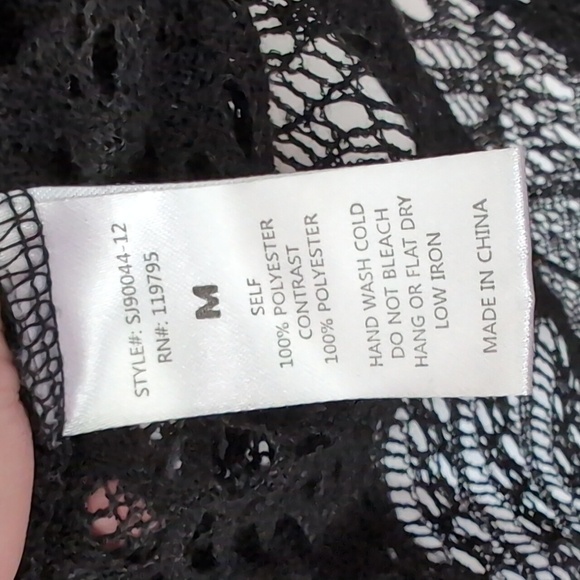 STYLE#: SJ90044-12
RN#: 119795
M
SELF
100% POLYESTER
CONTRAST
100% POLYESTER
HAND WASH COLD
DO NOT BLEACH
HANG OR FLAT DRY
LOW IRON
MADE IN CHINA